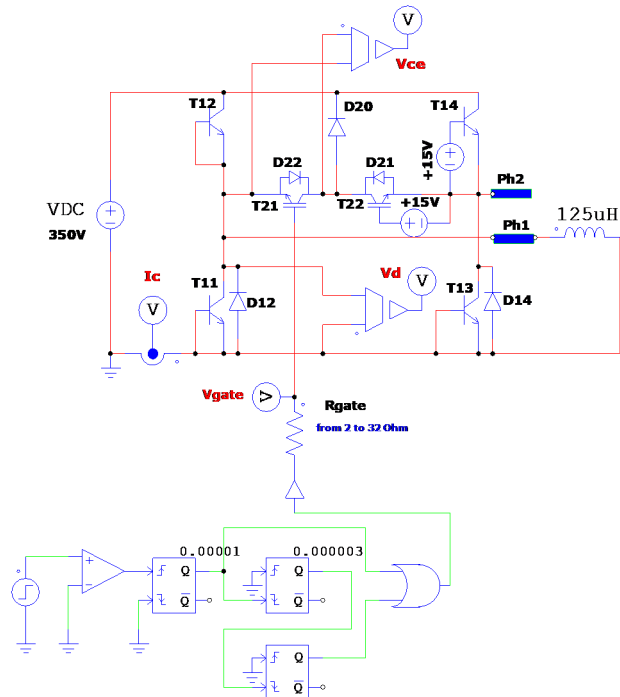 V
Vce
T12
D20
T14
+15V
D22
D21
Ph2
T21
T22
+15V
VDC
350V
125uH
Ph1
Ic
T11
Vd
V
T13
V
D12
D14
Vgate
V
Rgate
from 2 to 32 Ohm
0.00001
0.000003
Q
Q
Q
Q
Q
Q